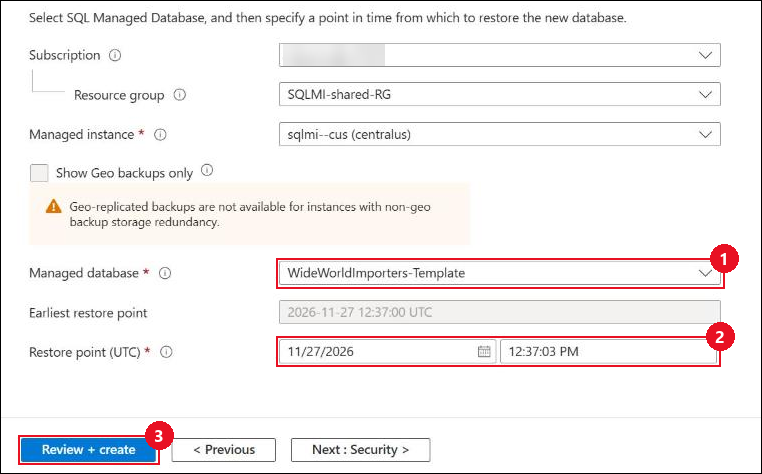 Select SQL Managed Database, and then specify a point in time from which to restore the new database.
Subscription
Resource group
SQLMI-shared-RG
Managed instance *
sqlmi--cus (centralus)
Show Geo backups only
Geo-replicated backups are not available for instances with non-geo
backup storage redundancy.
1
Managed database *
WideWorldImporters-Template
Earliest restore point
2026-11-27 12:37:00 UTC
2
Restore point (UTC) *
11/27/2026
12:37:03 PM
3
Review + create
< Previous
Next : Security >